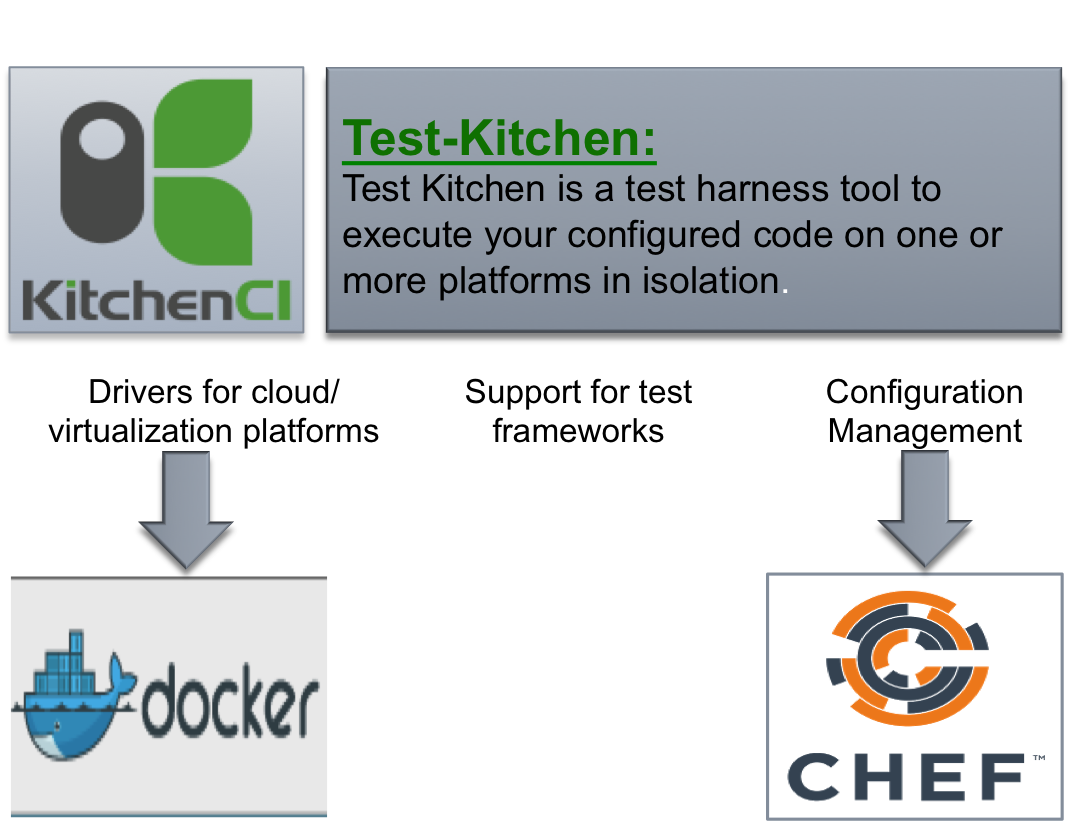 KitchenCI
Test-Kitchen:
Test Kitchen is a test harness tool to
execute your configured code on one or
more platforms in isolation.
Drivers for cloud/
virtualization platforms
Support for test
frameworks
Configuration
Management
docker
CHEF™